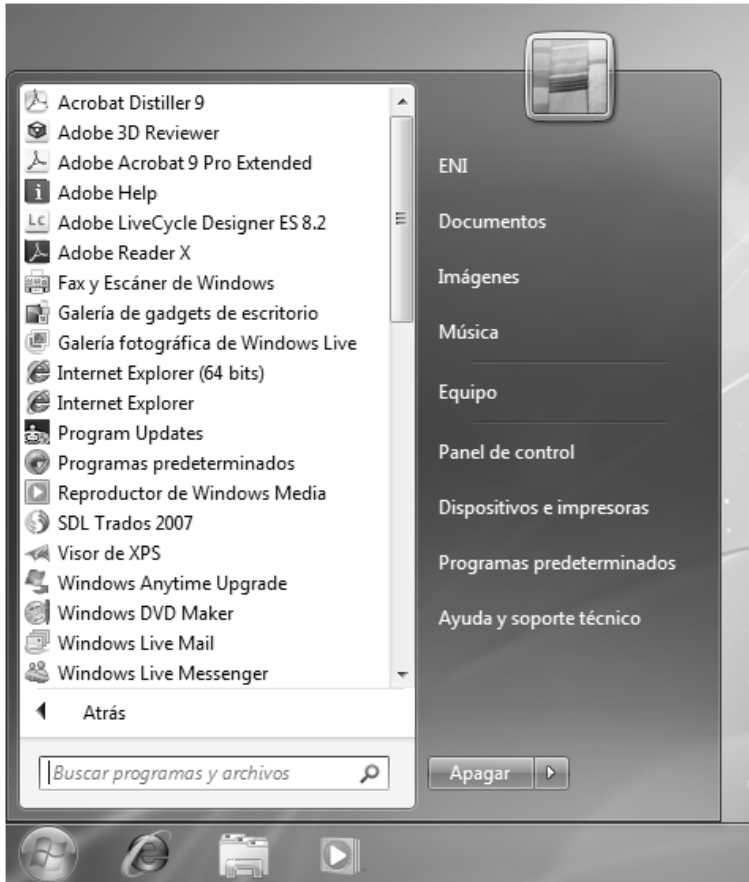 Acrobat Distiller 9
Adobe 3D Reviewer
Adobe Acrobat 9 Pro Extended
Adobe Help
LC Adobe LiveCycle Designer ES 8.2
Adobe Reader X
Fax y Escáner de Windows
Galería de gadgets de escritorio
Galería fotográfica de Windows Live
Internet Explorer (64 bits)
Internet Explorer
Program Updates
Programas predeterminados
Reproductor de Windows Media
SDL Trados 2007
Visor de XPS
Windows Anytime Upgrade
Windows DVD Maker
Windows Live Mail
Windows Live Messenger
Atrás
Buscar programas y archivos
ENI
Documentos
Imágenes
Música
Equipo
Panel de control
Dispositivos e impresoras
Programas predeterminados
Ayuda y soporte técnico
Apagar